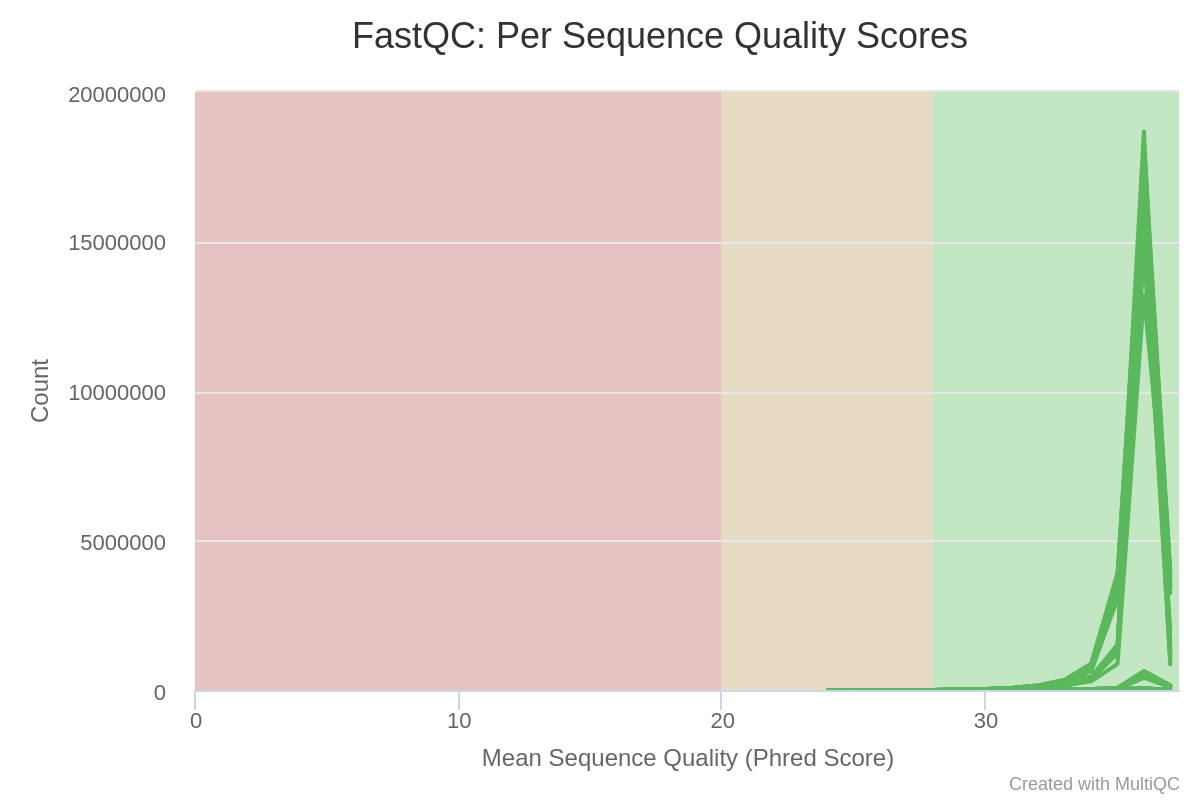 FastQC: Per Sequence Quality Scores
20000000
15000000
10000000
5000000
0
Count
0 10 20 30
Mean Sequence Quality (Phred Score)
Created with MultiQC